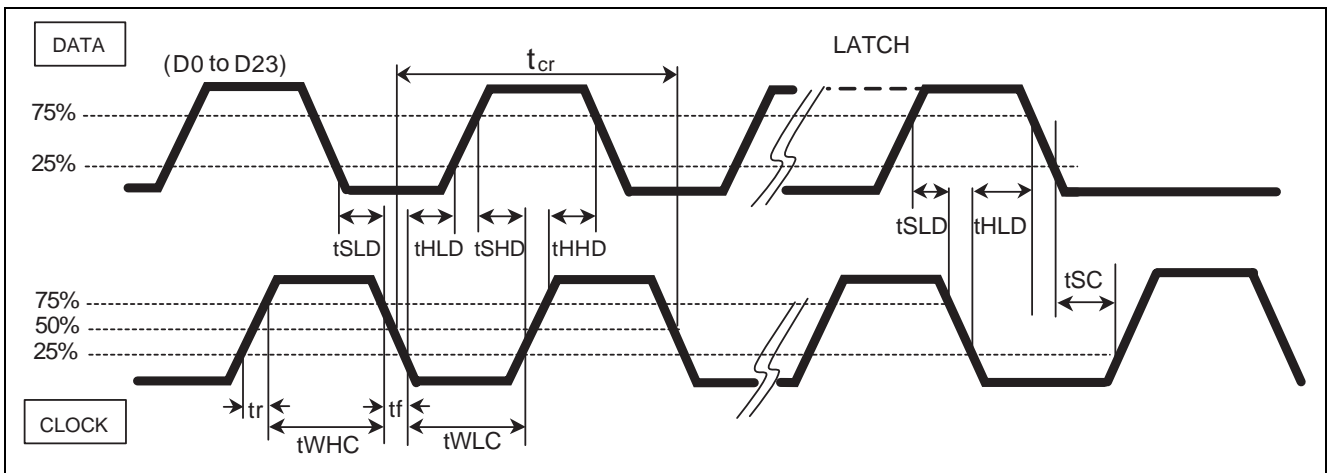 DATA
(D0 to D23)
tcr
LATCH
75%
25%
tSLD
tHLD
tSHD
tHHD
tSLD
tHLD
tSC
75%
50%
25%
tr
tWHC
tf
tWLC
CLOCK